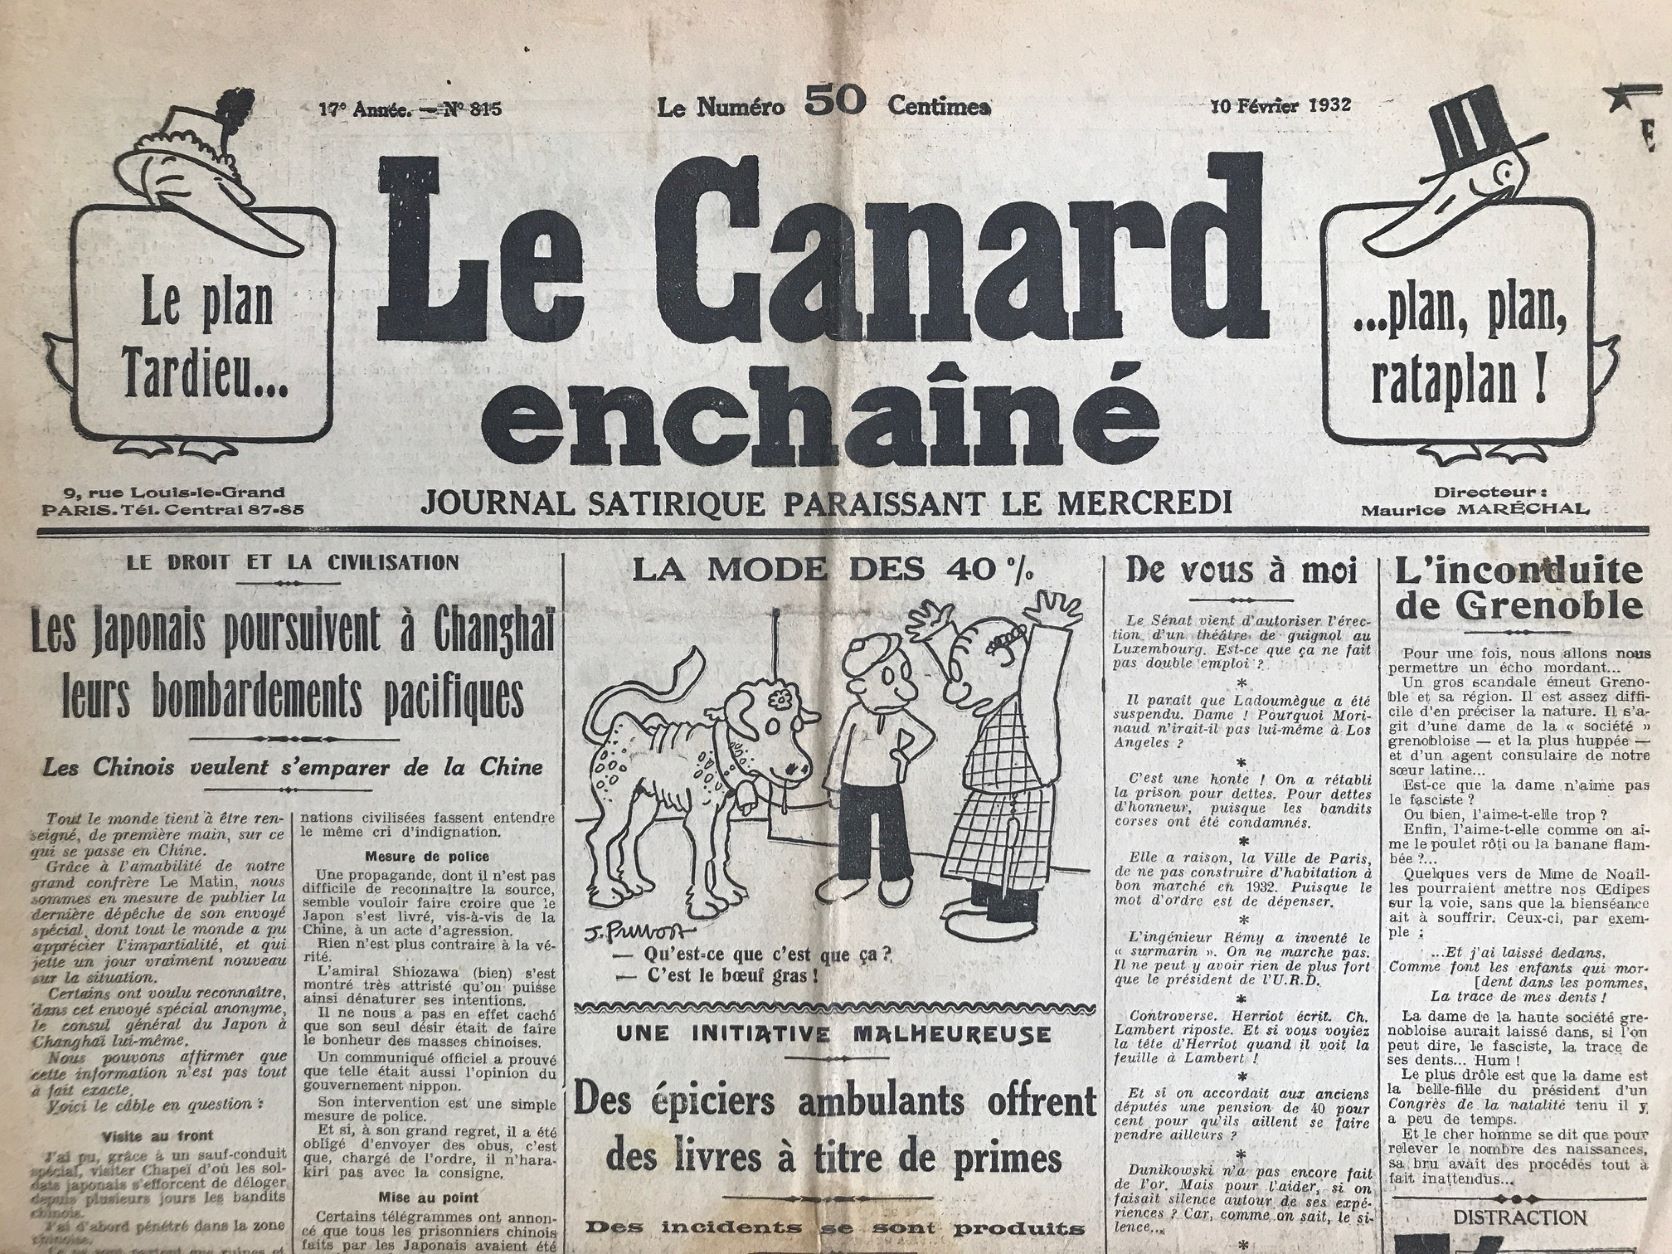 17e Année. — N° 815
Le Numéro 50 Centimes
10 Février 1932
Le plan
Tardieu...
Le Canard
enchaîné
...plan, plan,
rataplan !
9, rue Louis-le-Grand
PARIS. Tél. Central 87-85
JOURNAL SATIRIQUE PARAISSANT LE MERCREDI
Directeur :
Maurice MARÉCHAL
LE DROIT ET LA CIVILISATION
Les Japonais poursuivent à Changhaï
leurs bombardements pacifiques
Les Chinois veulent s'emparer de la Chine
Tout le monde tient à être ren-
seigné, de première main, sur ce
qui se passe en Chine.
Grâce à l'amabilité de notre
grand confrère Le Matin, nous
sommes en mesure de publier la
dernière dépêche de son envoyé
spécial, dont tout le monde a pu
apprécier l'impartialité, et qui
jette un jour vraiment nouveau
sur la situation.
Certains ont voulu reconnaître,
dans cet envoyé spécial anonyme,
le consul général du Japon à
Changhaï lui-même.
Nous pouvons affirmer que
cette information n'est pas tout
à fait exacte.
Voici le câble en question :
Visite au front
J'ai pu, grâce à un sauf-conduit
spécial, visiter Chapeï d'où les sol-
dats japonais s'efforcent de déloger
depuis plusieurs jours les bandits
chinois.
J'ai d'abord pénétré dans la zone
chinoise.
nations civilisées fassent entendre
le même cri d'indignation.
Mesure de police
Une propagande, dont il n'est pas
difficile de reconnaître la source,
semble vouloir faire croire que le
Japon s'est livré, vis-à-vis de la
Chine, à un acte d'agression.
Rien n'est plus contraire à la vé-
rité.
L'amiral Shiozawa (bien) s'est
montré très attristé qu'on puisse
ainsi dénaturer ses intentions.
Il ne nous a pas en effet caché
que son seul désir était de faire
le bonheur des masses chinoises.
Un communiqué officiel a prouvé
que telle était aussi l'opinion du
gouvernement nippon.
Son intervention est une simple
mesure de police.
Et si, à son grand regret, il a été
obligé d'envoyer des obus, c'est
que, chargé de l'ordre, il n'hara-
kiri pas avec la consigne.
Mise au point
Certains télégrammes ont annon-
cé que tous les prisonniers chinois
faits par les Japonais avaient été
LA MODE DES 40 %
J. Pruvost
— Qu'est-ce que c'est que ça ?
— C'est le bœuf gras !
UNE INITIATIVE MALHEUREUSE
Des épiciers ambulants offrent
des livres à titre de primes
Des incidents se sont produits
De vous à moi
Le Sénat vient d'autoriser l'érec-
tion d'un théâtre de guignol au
Luxembourg. Est-ce que ça ne fait
pas double emploi ?
*
Il paraît que Ladoumègue a été
suspendu. Dame ! Pourquoi Mori-
naud n'irait-il pas lui-même à Los
Angeles ?
*
C'est une honte ! On a rétabli
la prison pour dettes. Pour dettes
d'honneur, puisque les bandits
corses ont été condamnés.
*
Elle a raison, la Ville de Paris,
de ne pas construire d'habitation à
bon marché en 1932. Puisque le
mot d'ordre est de dépenser.
*
L'ingénieur Rémy a inventé le
« surmarin ». On ne marche pas.
Il ne peut y avoir rien de plus fort
que le président de l'U.R.D.
*
Controverse. Herriot écrit. Ch.
Lambert riposte. Et si vous voyiez
la tête d'Herriot quand il voit la
feuille à Lambert !
*
Et si on accordait aux anciens
députés une pension de 40 pour
cent pour qu'ils aillent se faire
pendre ailleurs ?
*
Dunikowski n'a pas encore fait
de l'or. Mais pour l'aider, si on
faisait silence autour de ses expé-
riences ? Car, comme on sait, le si-
lence...
*
L'inconduite
de Grenoble
Pour une fois, nous allons nous
permettre un écho mordant...
Un gros scandale émeut Greno-
ble et sa région. Il est assez diffi-
cile d'en préciser la nature. Il s'a-
git d'une dame de la « société »
grenobloise — et la plus huppée —
et d'un agent consulaire de notre
sœur latine...
Est-ce que la dame n'aime pas
le fasciste ?
Ou bien, l'aime-t-elle trop ?
Enfin, l'aime-t-elle comme on ai-
me le poulet rôti ou la banane flam-
bée ?...
Quelques vers de Mme de Noail-
les pourraient mettre nos Œdipes
sur la voie, sans que la bienséance
ait à souffrir. Ceux-ci, par exem-
ple :
...Et j'ai laissé dedans,
Comme font les enfants qui mor-
[dent dans les pommes,
La trace de mes dents !
La dame de la haute société gre-
nobloise aurait laissé dans, si l'on
peut dire, le fasciste, la trace de
ses dents... Hum !
Le plus drôle est que la dame est
la belle-fille du président d'un
Congrès de la natalité tenu il y
a peu de temps.
Et le cher homme se dit que pour
relever le nombre des naissances,
sa bru avait des procédés tout à
fait inattendus...
DISTRACTION